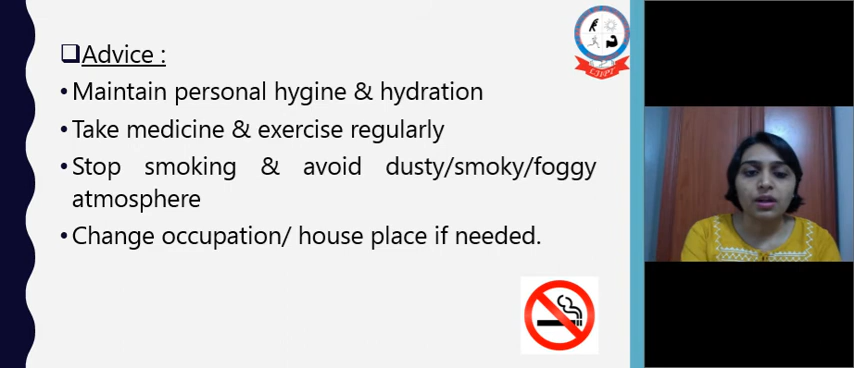 ❑Advice :
•Maintain personal hygine & hydration
•Take medicine & exercise regularly
•Stop smoking & avoid dusty/smoky/foggy
atmosphere
•Change occupation/ house place if needed.